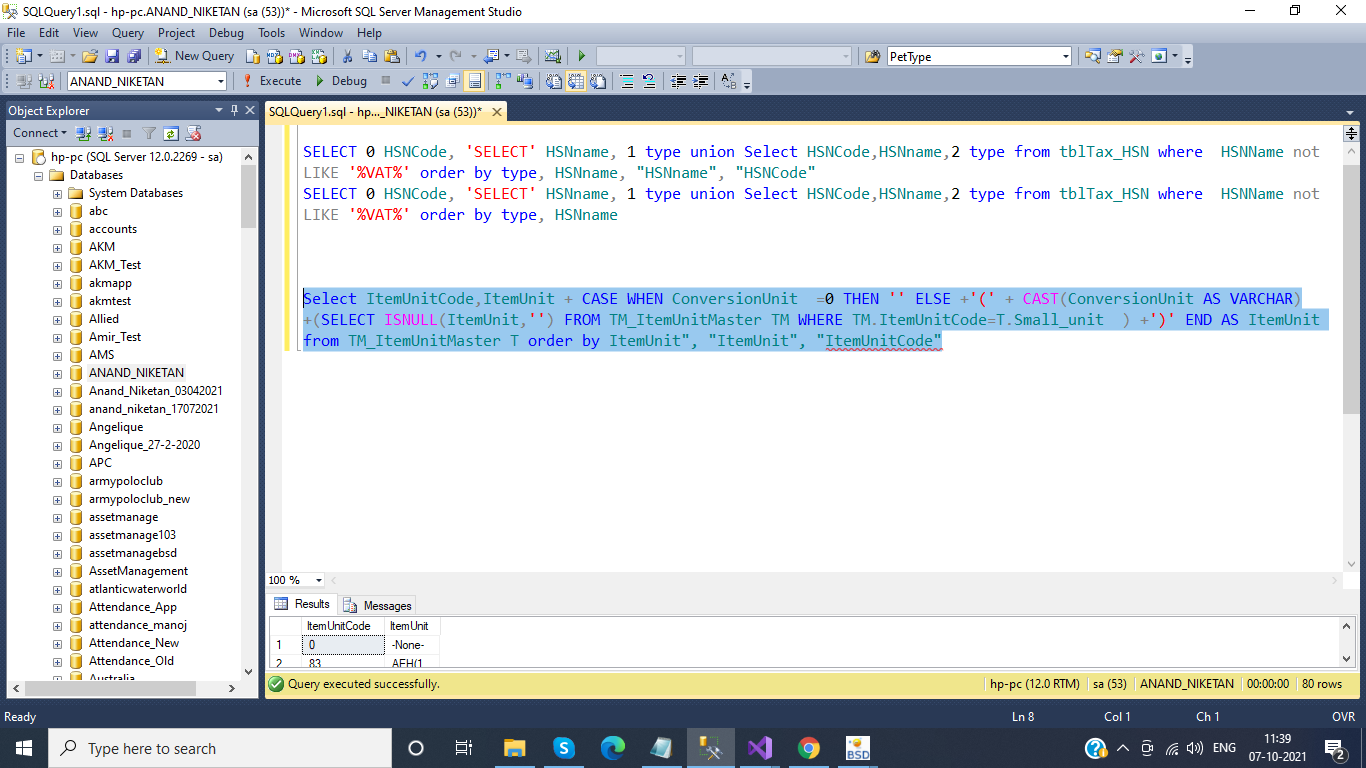 SQLQuery1.sql - hp-pc.ANAND_NIKETAN (sa (53))* - Microsoft SQL Server Management Studio
File Edit View Query Project Debug Tools Window Help
New Query PetType
ANAND_NIKETAN Execute Debug
Object Explorer
SQLQuery1.sql - hp..._NIKETAN (sa (53))*
Connect
hp-pc (SQL Server 12.0.2269 - sa)
Databases
System Databases
abc
accounts
AKM
AKM_Test
akmapp
akmtest
Allied
Amir_Test
AMS
ANAND_NIKETAN
Anand_Niketan_03042021
anand_niketan_17072021
Angelique
Angelique_27-2-2020
APC
armypoloclub
armypoloclub_new
assetmanage
assetmanage103
assetmanagebsd
AssetManagement
atlanticwaterworld
Attendance_App
attendance_manoj
Attendance_New
Attendance_Old
Australia
SELECT 0 HSNCode, 'SELECT' HSNname, 1 type union Select HSNCode,HSNname,2 type from tblTax_HSN where  HSNName not
LIKE '%VAT%' order by type, HSNname, "HSNname", "HSNCode"
SELECT 0 HSNCode, 'SELECT' HSNname, 1 type union Select HSNCode,HSNname,2 type from tblTax_HSN where  HSNName not
LIKE '%VAT%' order by type, HSNname
Select ItemUnitCode,ItemUnit + CASE WHEN ConversionUnit  =0 THEN '' ELSE +'(' + CAST(ConversionUnit AS VARCHAR)
+(SELECT ISNULL(ItemUnit,'') FROM TM_ItemUnitMaster TM WHERE TM.ItemUnitCode=T.Small_unit  ) +')' END AS ItemUnit
from TM_ItemUnitMaster T order by ItemUnit", "ItemUnit", "ItemUnitCode"
100 %
Results Messages
ItemUnitCode ItemUnit
1 0 -None-
2 83
Query executed successfully. hp-pc (12.0 RTM) sa (53) ANAND_NIKETAN 00:00:00 80 rows
Ready Ln 8 Col 1 Ch 1 OVR
Type here to search
BSD
ENG
11:39
07-10-2021
2